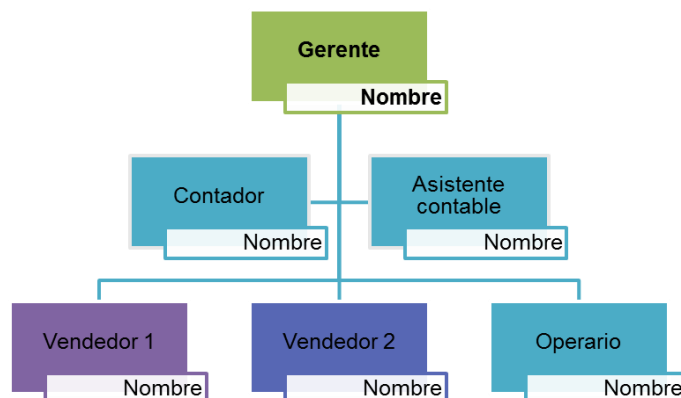 Gerente
Nombre
Contador
Nombre
Asistente
contable
Nombre
Vendedor 1
Nombre
Vendedor 2
Nombre
Operario
Nombre